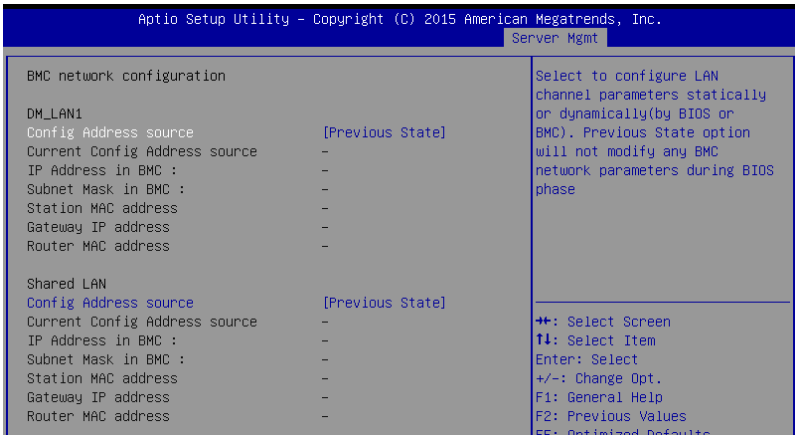 Aptio Setup Utility – Copyright (C) 2015 American Megatrends, Inc.
Server Mgmt
BMC network configuration
DM_LAN1
Config Address source [Previous State]
Current Config Address source –
IP Address in BMC : –
Subnet Mask in BMC : –
Station MAC address –
Gateway IP address –
Router MAC address –
Shared LAN
Config Address source [Previous State]
Current Config Address source –
IP Address in BMC : –
Subnet Mask in BMC : –
Station MAC address –
Gateway IP address –
Router MAC address –
Select to configure LAN
channel parameters statically
or dynamically(by BIOS or
BMC). Previous State option
will not modify any BMC
network parameters during BIOS
phase
→←: Select Screen
↑↓: Select Item
Enter: Select
+/-: Change Opt.
F1: General Help
F2: Previous Values
Optimized Defaults